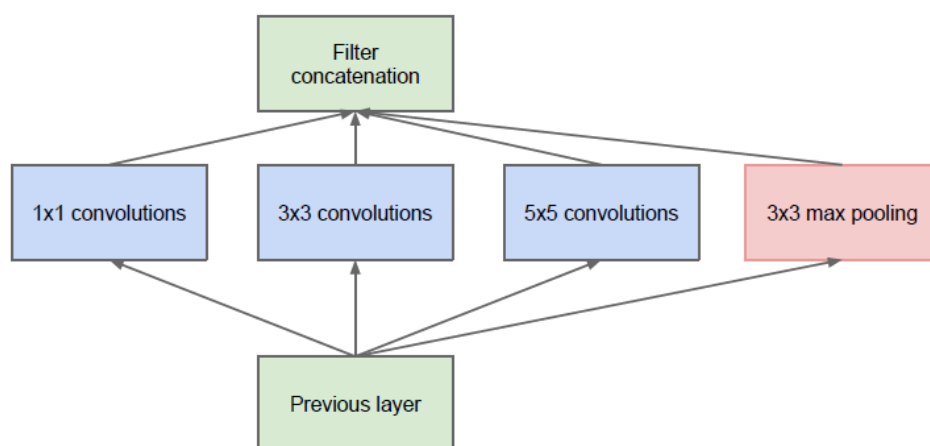 Filter
concatenation
1x1 convolutions
3x3 convolutions
5x5 convolutions
3x3 max pooling
Previous layer